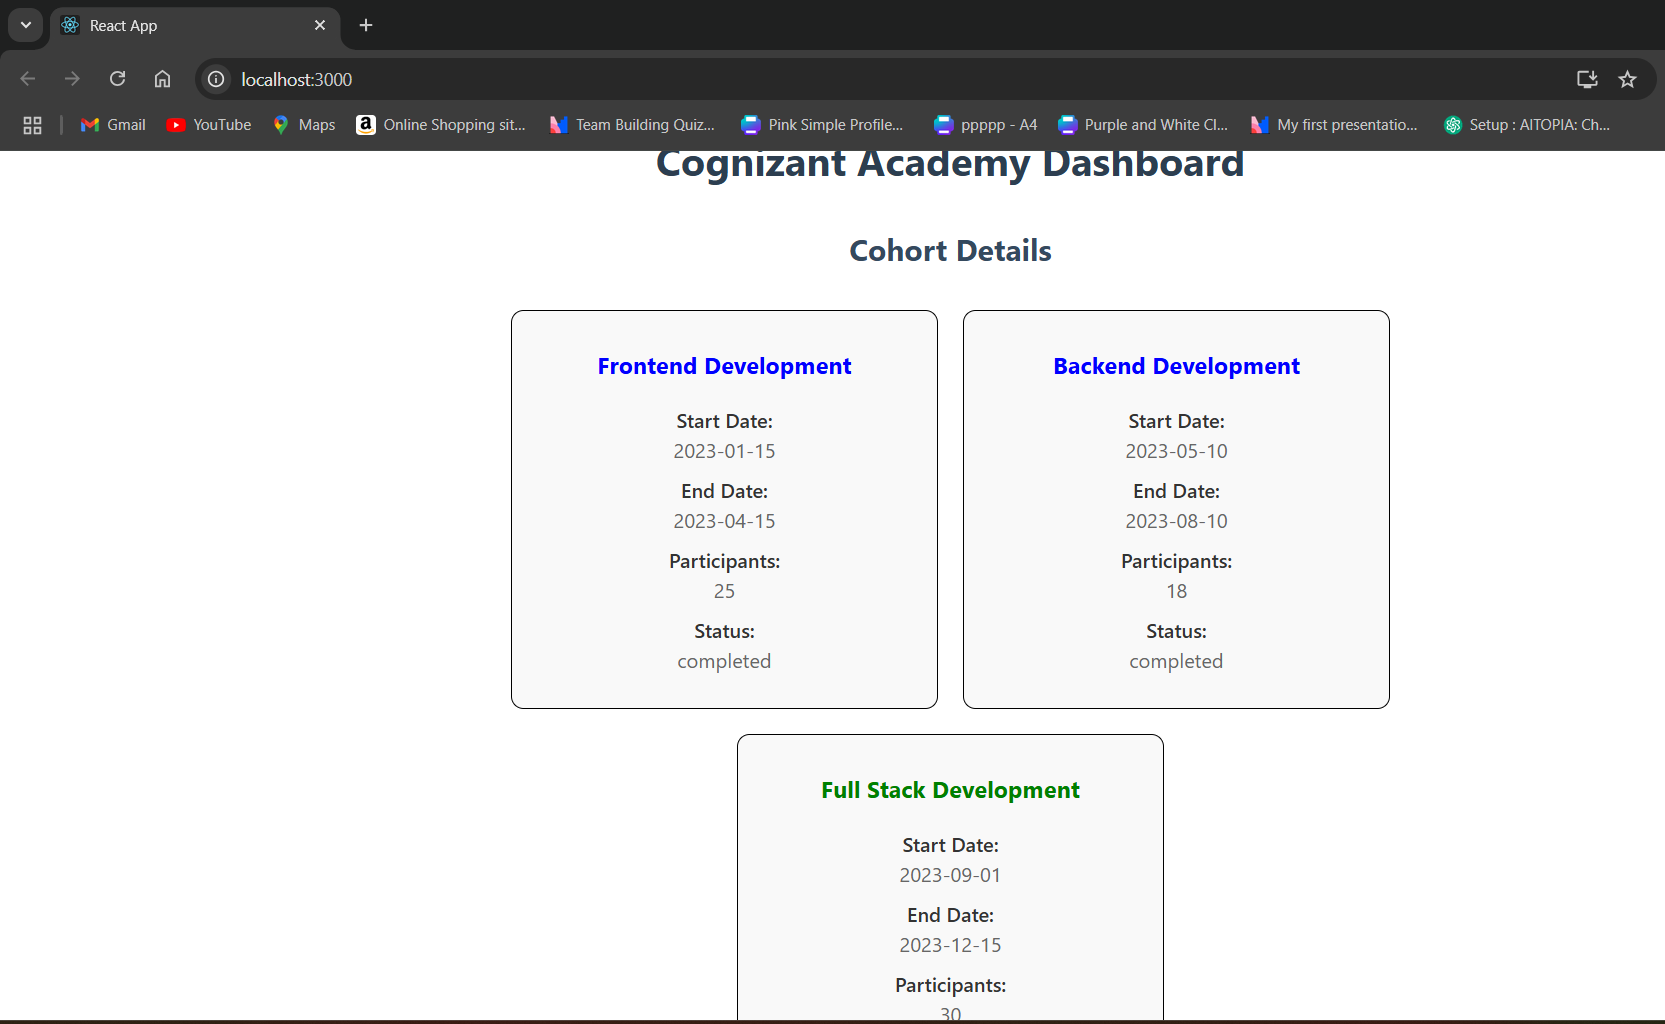 React App
localhost:3000
Gmail
YouTube
Maps
Online Shopping sit...
Team Building Quiz...
Pink Simple Profile...
ppppp - A4
Purple and White Cl...
My first presentatio...
Setup : AITOPIA: Ch...
Cognizant Academy Dashboard
Cohort Details
Frontend Development
Start Date:
2023-01-15
End Date:
2023-04-15
Participants:
25
Status:
completed
Backend Development
Start Date:
2023-05-10
End Date:
2023-08-10
Participants:
18
Status:
completed
Full Stack Development
Start Date:
2023-09-01
End Date:
2023-12-15
Participants:
30